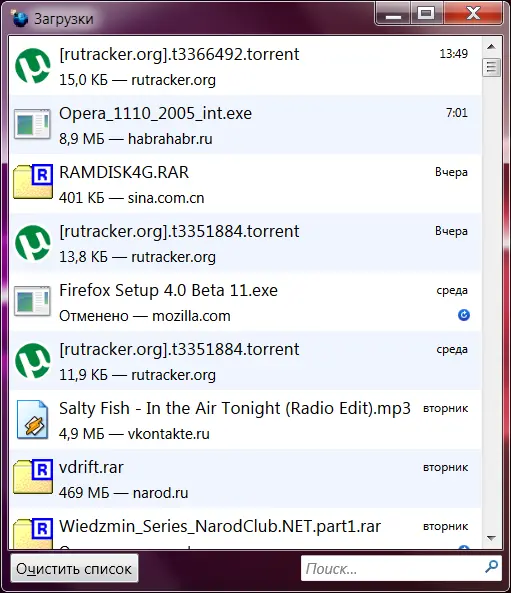 Загрузки
[rutracker.org].t3366492.torrent 13:49
15,0 КБ — rutracker.org
Opera_1110_2005_int.exe 7:01
8,9 МБ — habrahabr.ru
RAMDISK4G.RAR Вчера
401 КБ — sina.com.cn
[rutracker.org].t3351884.torrent Вчера
13,8 КБ — rutracker.org
Firefox Setup 4.0 Beta 11.exe среда
Отменено — mozilla.com
[rutracker.org].t3351884.torrent среда
11,9 КБ — rutracker.org
Salty Fish - In the Air Tonight (Radio Edit).mp3 вторник
4,9 МБ — vkontakte.ru
vdrift.rar вторник
469 МБ — narod.ru
Wiedzmin_Series_NarodClub.NET.part1.rar вторник
Очистить список Поиск...